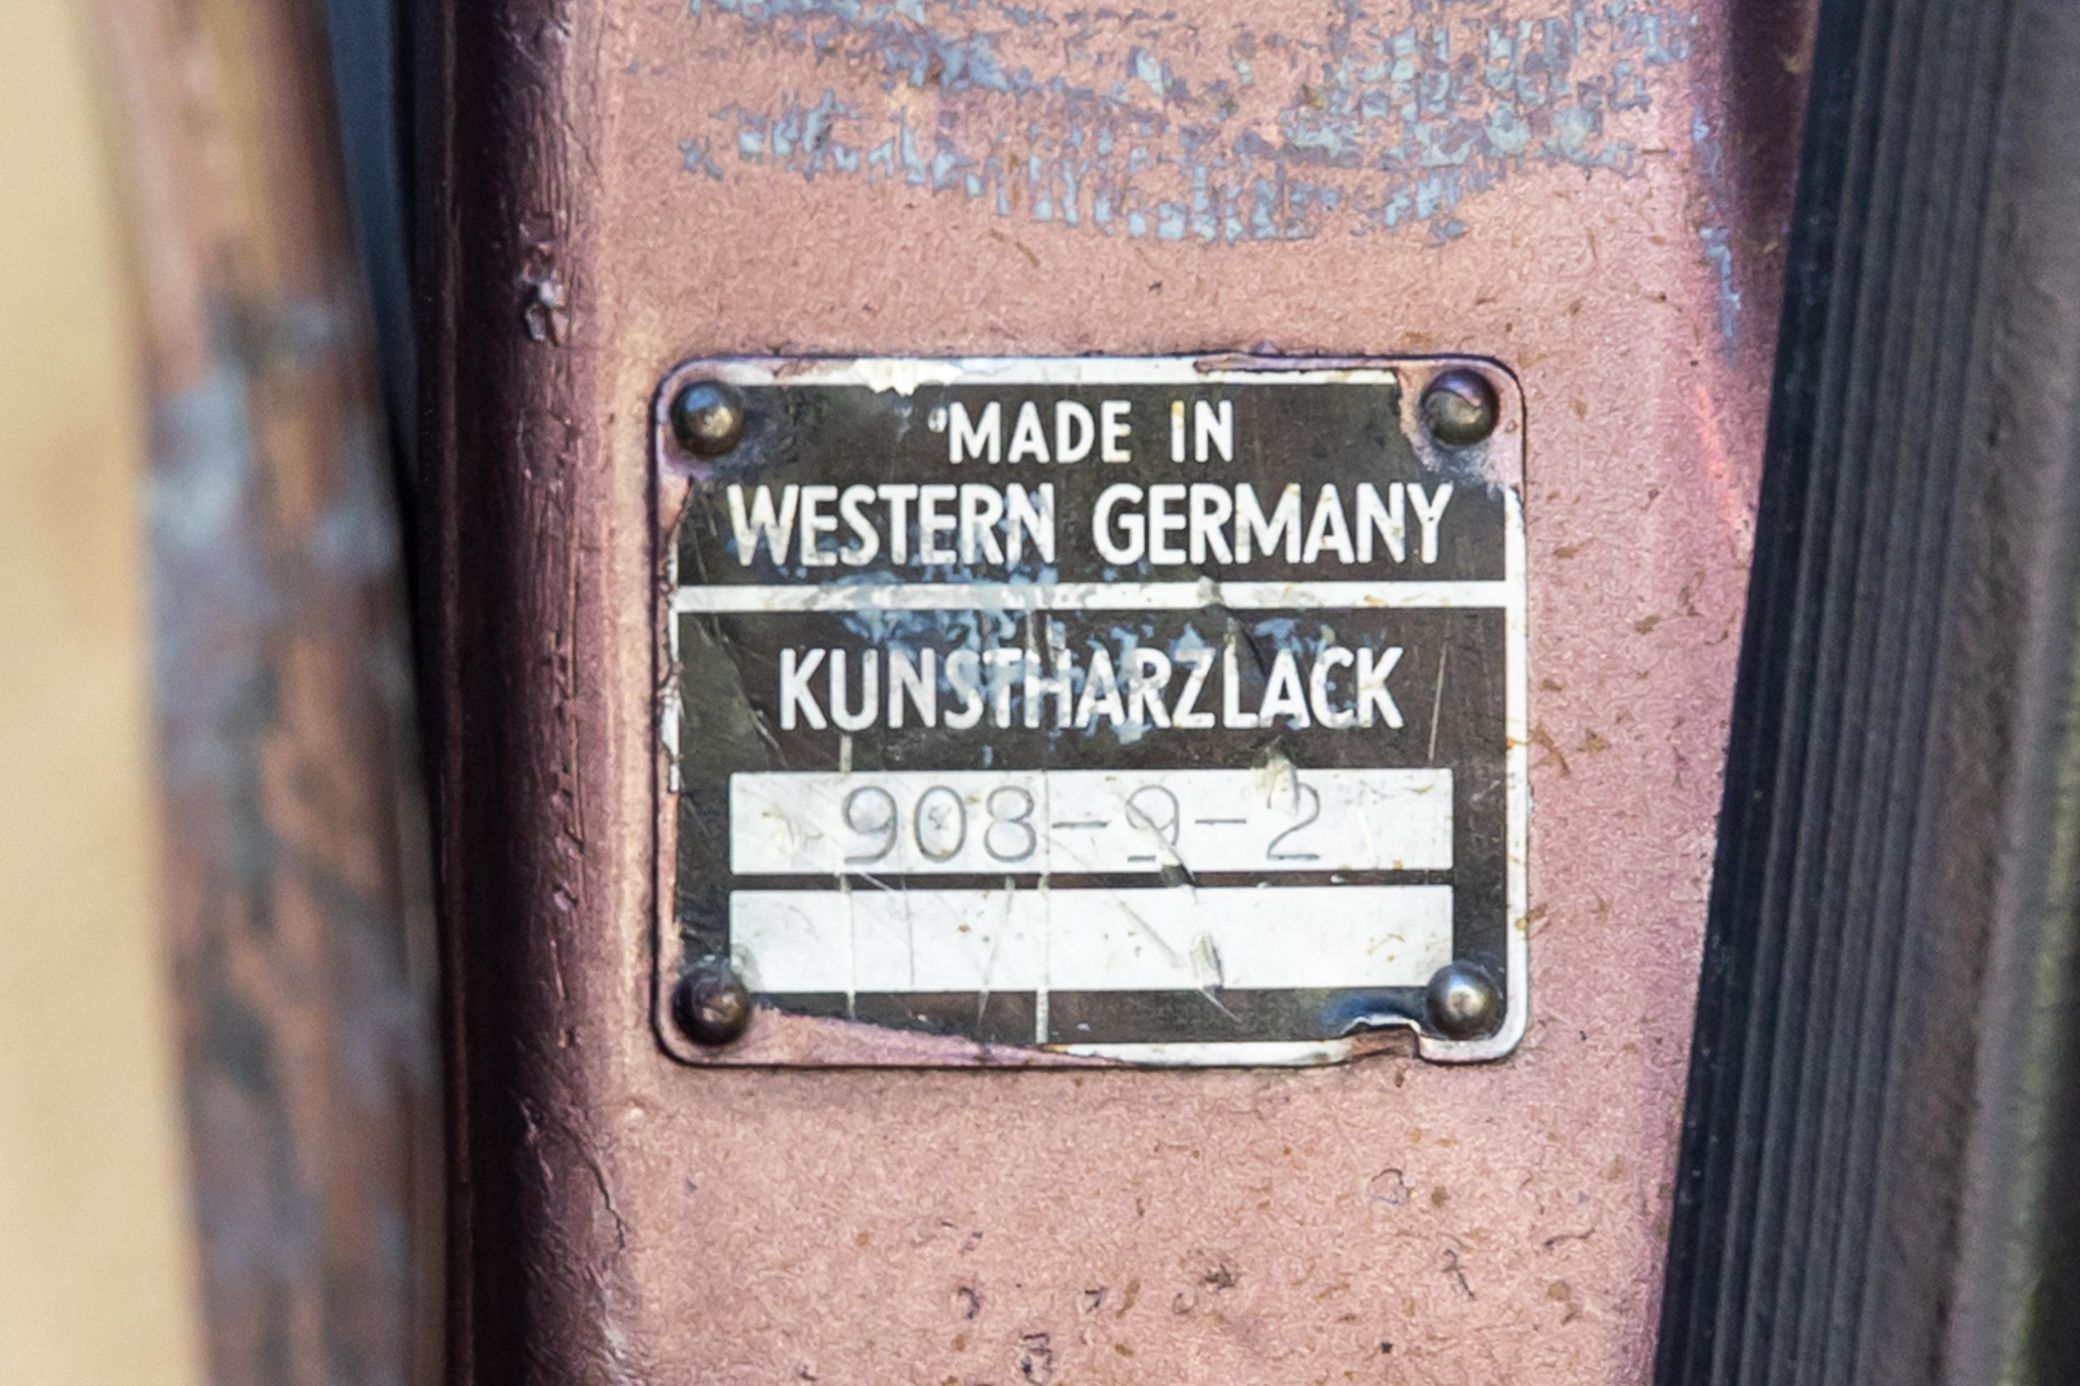 MADE IN
WESTERN GERMANY
KUNSTHARZLACK
908-9-2